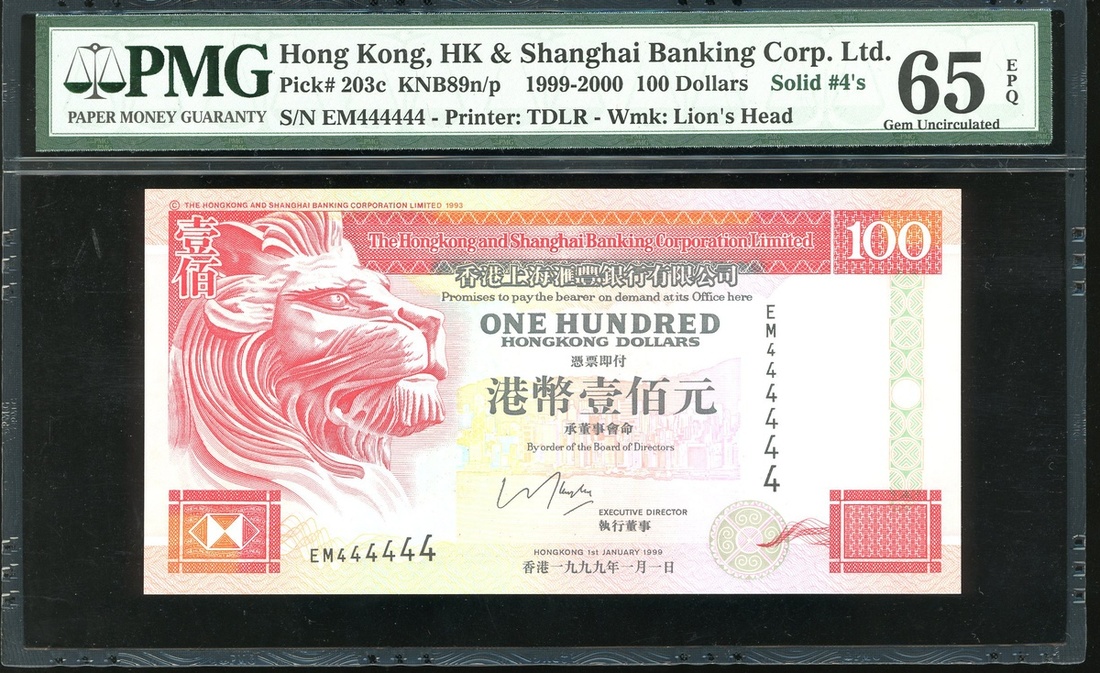 PMG
PAPER MONEY GUARANTY
Hong Kong, HK & Shanghai Banking Corp. Ltd.
Pick# 203c KNB89n/p 1999-2000 100 Dollars Solid #4's
S/N EM444444 - Printer: TDLR - Wmk: Lion's Head
65
EPQ
Gem Uncirculated
© THE HONGKONG AND SHANGHAI BANKING CORPORATION LIMITED 1993
壹佰
The Hongkong and Shanghai Banking Corporation Limited
100
香港上海滙豐銀行有限公司
Promises to pay the bearer on demand at its Office here
ONE HUNDRED
HONGKONG DOLLARS
憑票即付
港幣壹佰元
承董事會命
By order of the Board of Directors
EM444444
EXECUTIVE DIRECTOR
執行董事
EM444444
HONGKONG 1st JANUARY 1999
香港一九九九年一月一日